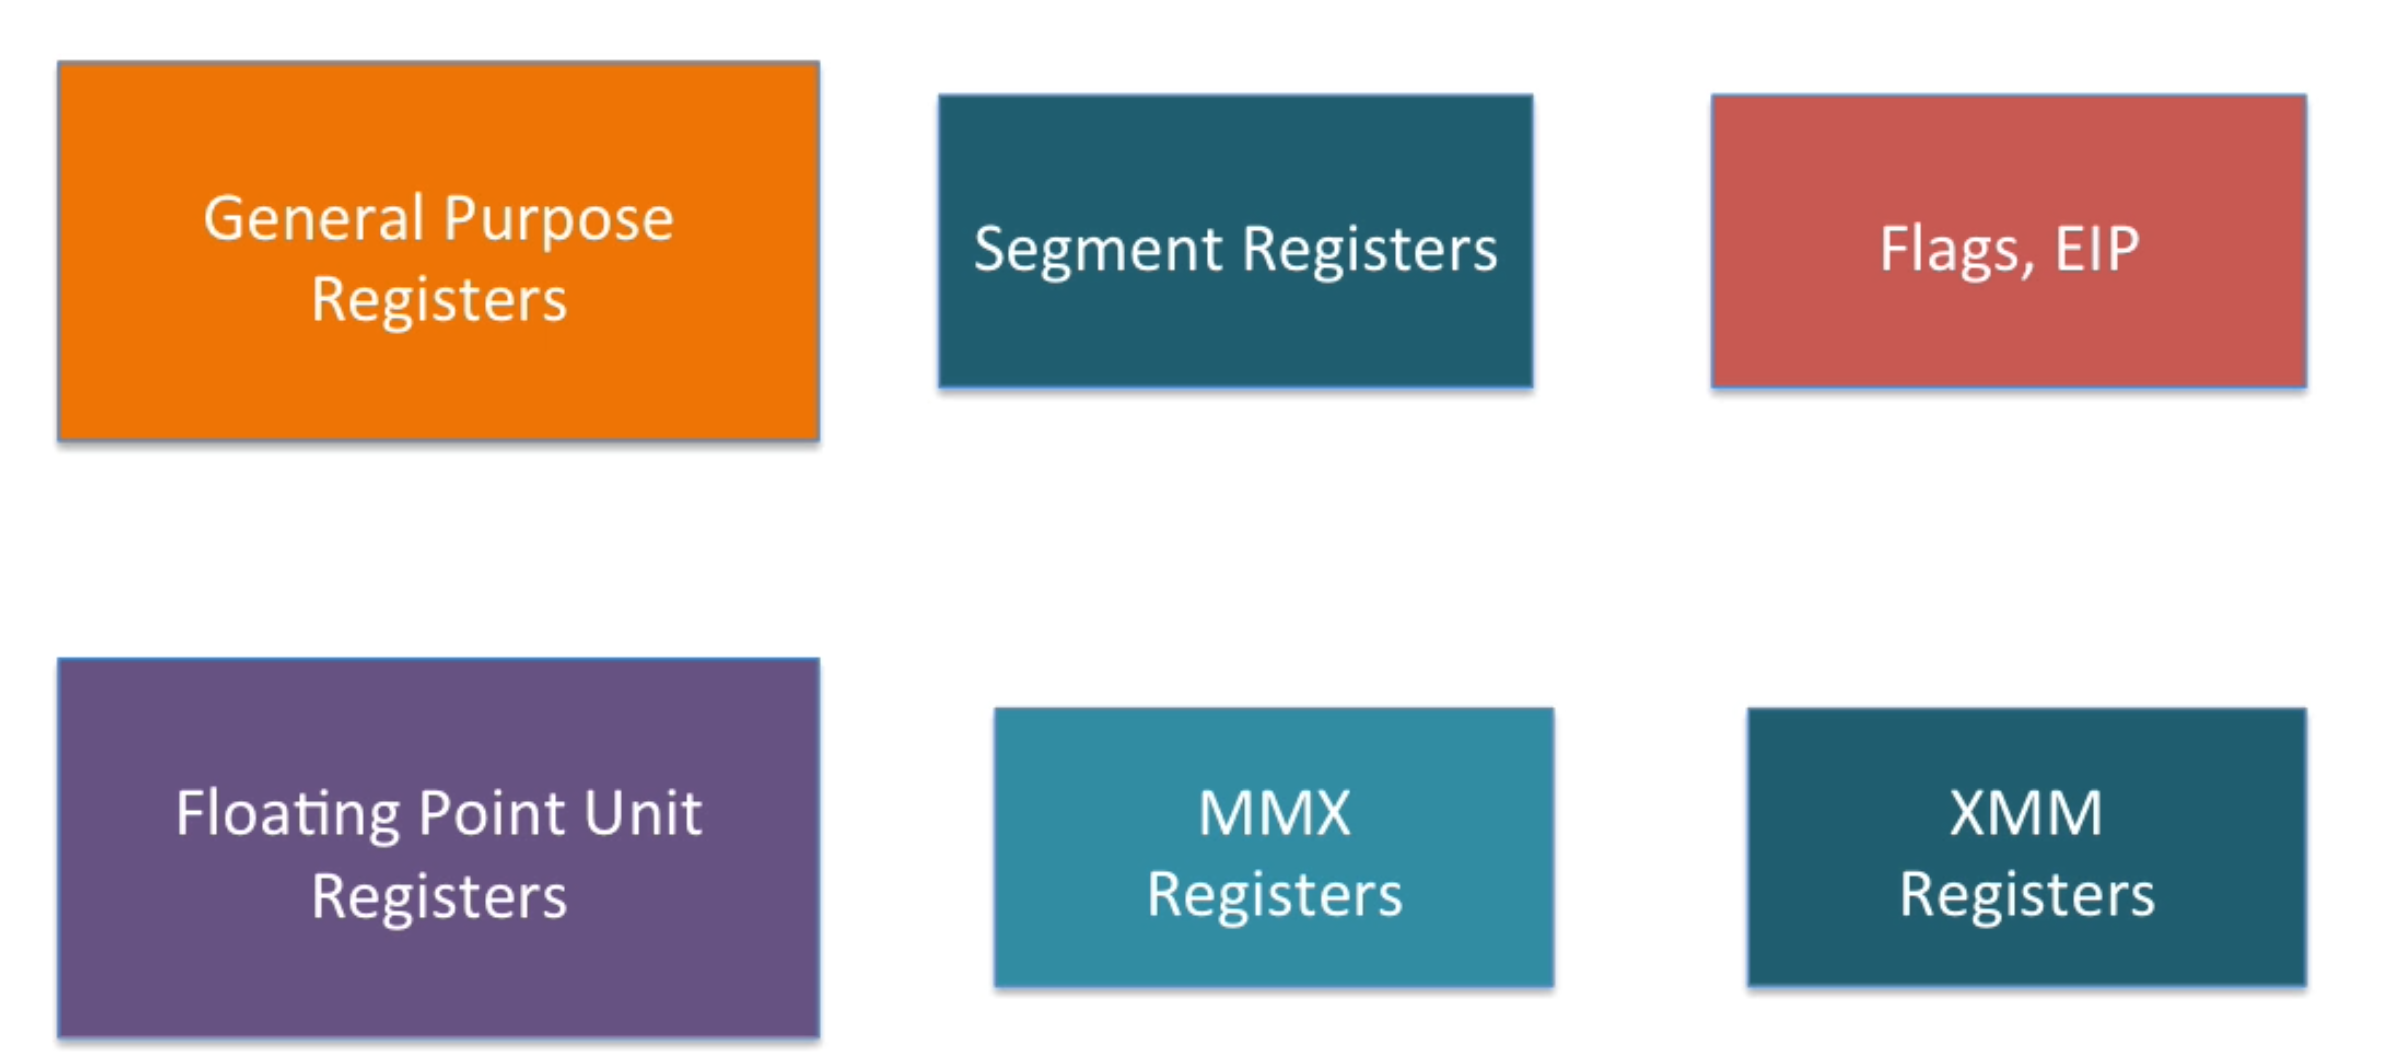 General Purpose
Registers
Segment Registers
Flags, EIP
Floating Point Unit
Registers
MMX
Registers
XMM
Registers